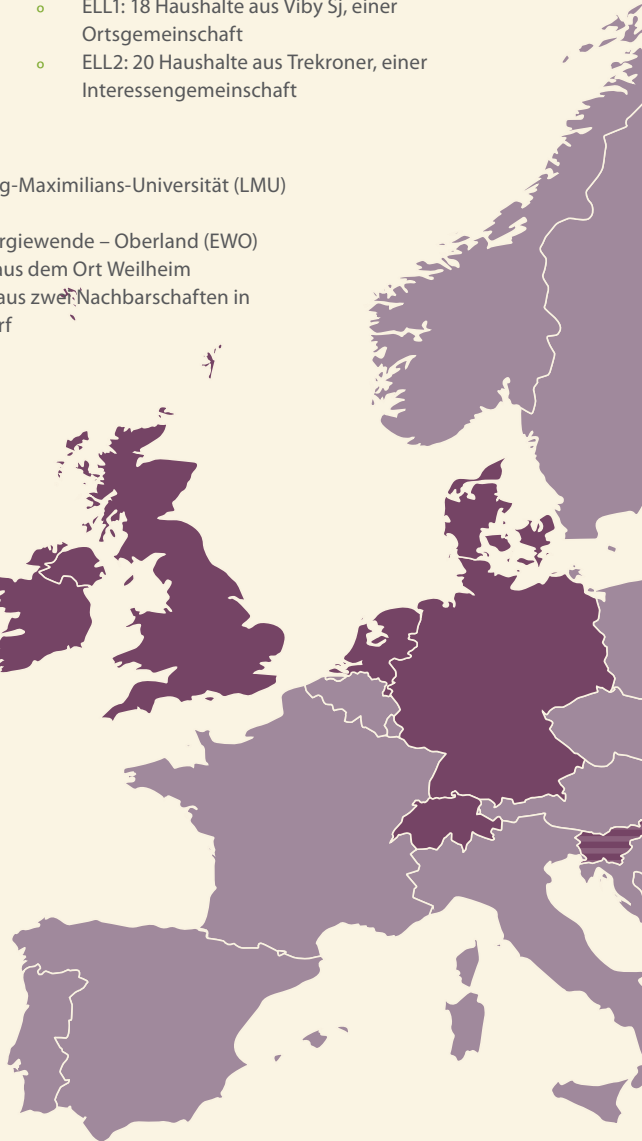 o ELL1: 18 Haushalte aus Viby Sj, einer
Ortsgemeinschaft
o ELL2: 20 Haushalte aus Trekroner, einer
Interessengemeinschaft
g-Maximilians-Universität (LMU)
rgiewende – Oberland (EWO)
aus dem Ort Weilheim
aus zwei Nachbarschaften in
rf